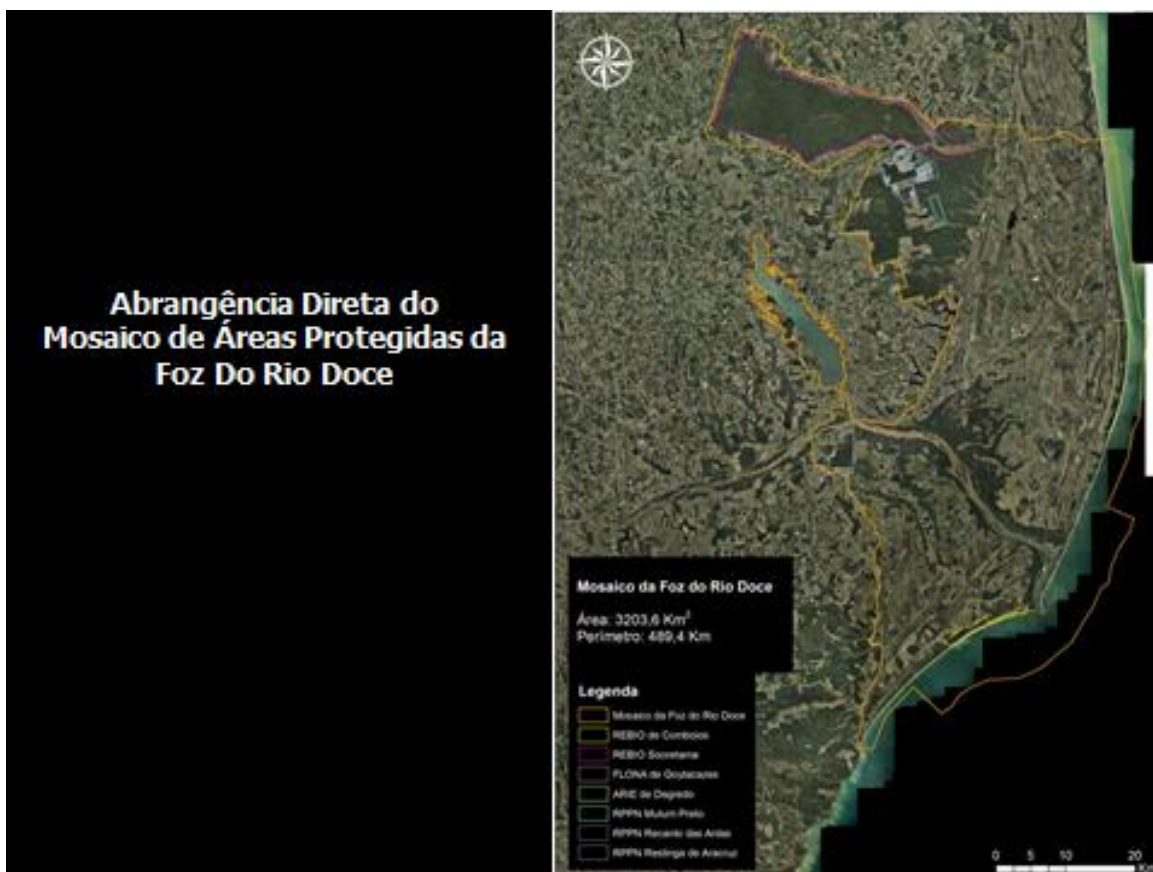 Abrangência Direta do
Mosaico de Áreas Protegidas da
Foz Do Rio Doce
Mosaico da Foz do Rio Doce
Área: 3203,6 Km²
Perímetro: 489,4 Km
Legenda
Mosaico da Foz do Rio Doce
REBIO de Comboios
REBIO Sooretama
FLONA de Goytacazes
ARIE do Degredo
RPPN Mutum Preto
RPPN Recanto das Antas
RPPN Restinga de Aracruz
0 5 10 20
Km